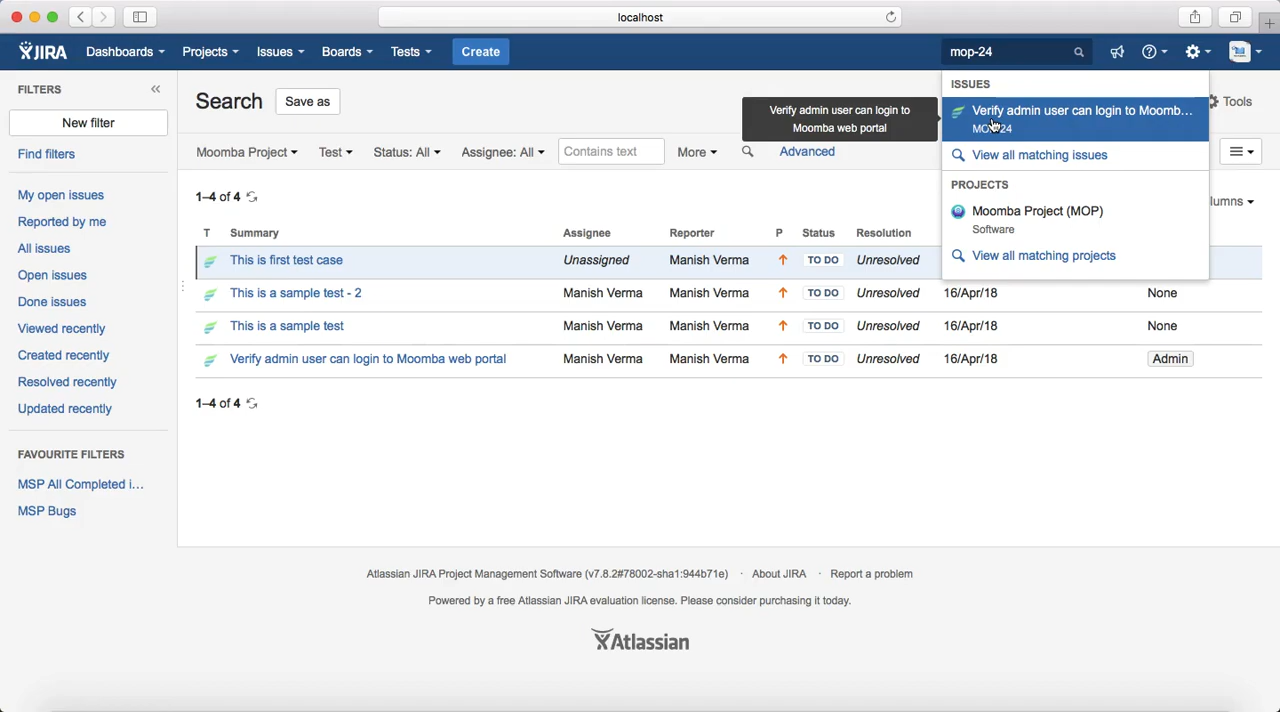 localhost
JIRA Dashboards Projects Issues Boards Tests Create mop-24
FILTERS
New filter
Find filters
My open issues
Reported by me
All issues
Open issues
Done issues
Viewed recently
Created recently
Resolved recently
Updated recently
FAVOURITE FILTERS
MSP All Completed i…
MSP Bugs
Search Save as
Tools
Moomba Project Test Status: All Assignee: All Contains text More Advanced
1–4 of 4
T Summary Assignee Reporter P Status Resolution
This is first test case Unassigned Manish Verma TO DO Unresolved
This is a sample test - 2 Manish Verma Manish Verma TO DO Unresolved 16/Apr/18 None
This is a sample test Manish Verma Manish Verma TO DO Unresolved 16/Apr/18 None
Verify admin user can login to Moomba web portal Manish Verma Manish Verma TO DO Unresolved 16/Apr/18 Admin
1–4 of 4
Verify admin user can login to
Moomba web portal
ISSUES
Verify admin user can login to Moomb...
View all matching issues
PROJECTS
Moomba Project (MOP)
Software
View all matching projects
Atlassian JIRA Project Management Software (v7.8.2#78002-sha1:944b71e) · About JIRA · Report a problem
Powered by a free Atlassian JIRA evaluation license. Please consider purchasing it today.
Atlassian